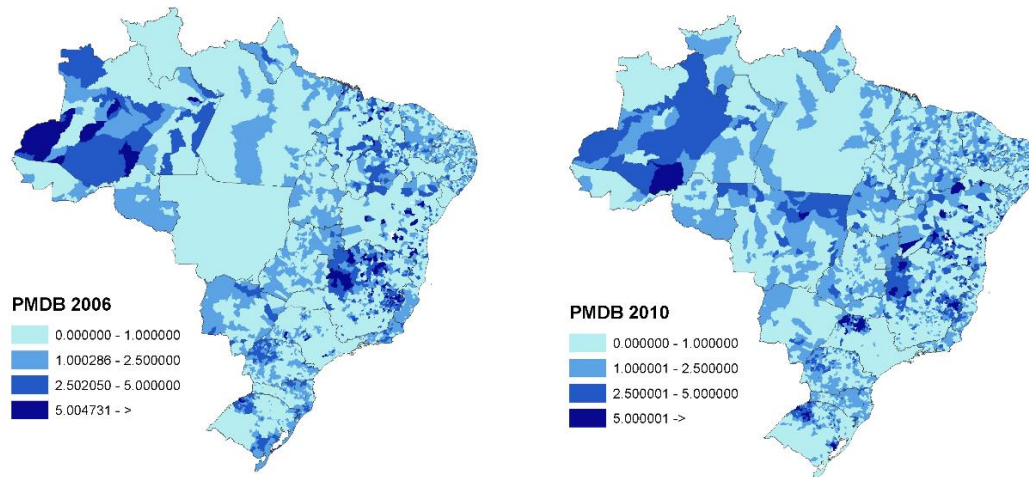 PMDB 2006
0.000000 - 1.000000
1.000286 - 2.500000
2.502050 - 5.000000
5.004731 - >
PMDB 2010
0.000000 - 1.000000
1.000001 - 2.500000
2.500001 - 5.000000
5.000001 ->